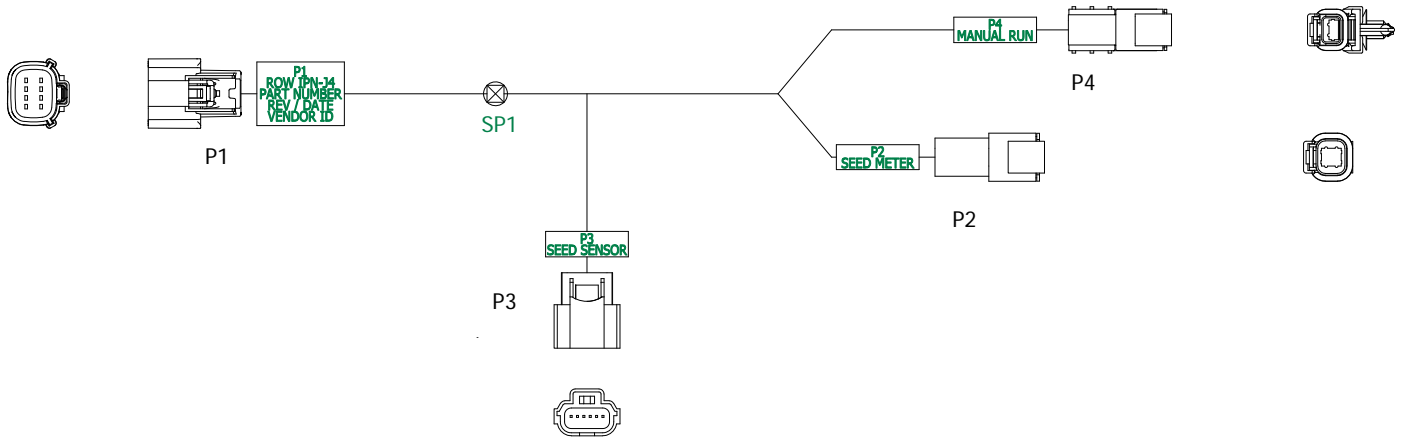 P4
MANUAL RUN
P4
P1
ROW IPN-J4
PART NUMBER
REV / DATE
VENDOR ID
P1
SP1
P2
SEED METER
P2
P3
SEED SENSOR
P3